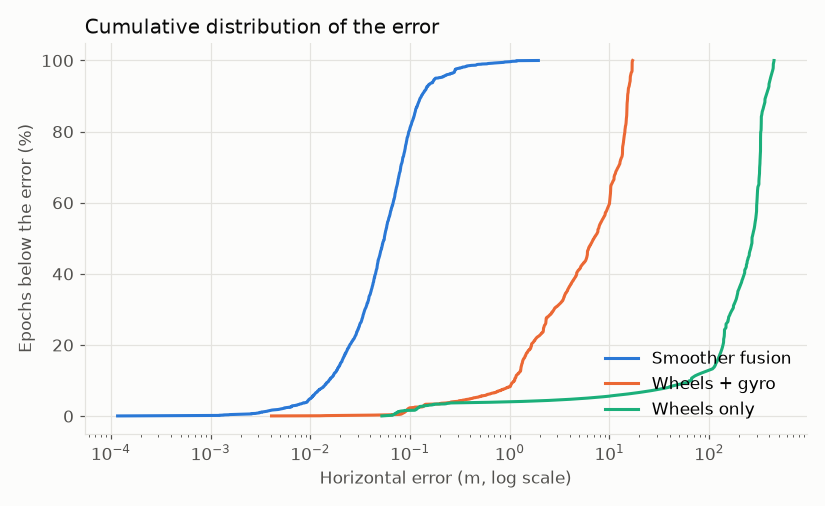 Cumulative distribution of the error
Epochs below the error (%)
100
80
60
40
20
0
Smoother fusion
Wheels + gyro
Wheels only
10⁻⁴ 10⁻³ 10⁻² 10⁻¹ 10⁰ 10¹ 10²
Horizontal error (m, log scale)